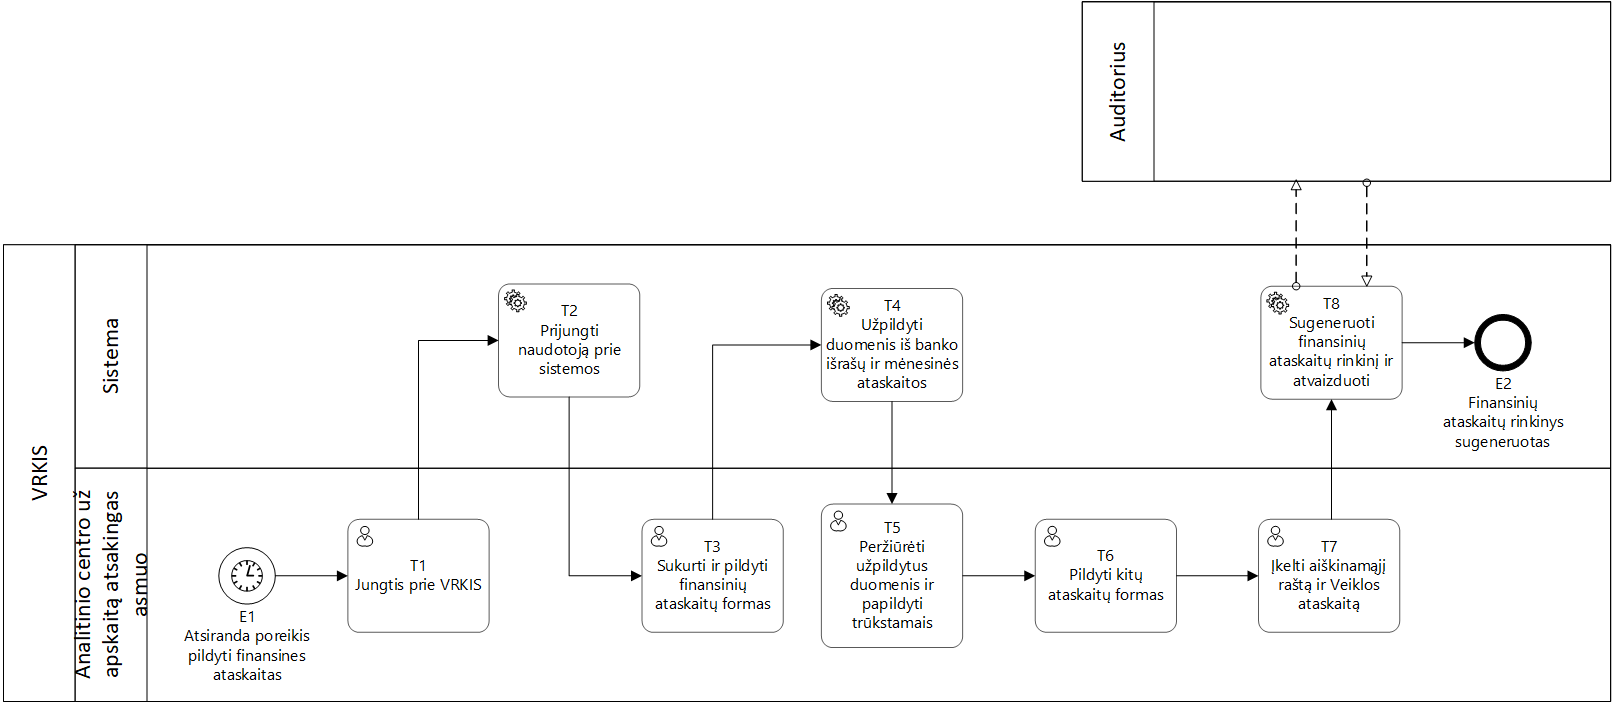 Auditorius
VRKIS
Sistema
T2
Prijungti
naudotoją prie
sistemos
T4
Užpildyti
duomenis iš banko
išrašų ir mėnesinės
ataskaitos
T8
Sugeneruoti
finansinių
ataskaitų rinkinį ir
atvaizduoti
E2
Finansinių
ataskaitų rinkinys
sugeneruotas
Analitinio centro už
apskaitą atsakingas
asmuo
E1
Atsiranda poreikis
pildyti finansines
ataskaitas
T1
Jungtis prie VRKIS
T3
Sukurti ir pildyti
finansinių
ataskaitų formas
T5
Peržiūrėti
užpildytus
duomenis ir
papildyti
trūkstamais
T6
Pildyti kitų
ataskaitų formas
T7
Įkelti aiškinamąjį
raštą ir Veiklos
ataskaitą